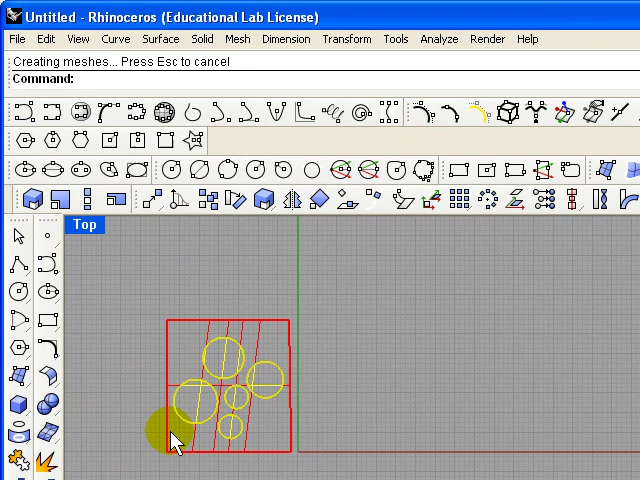 Untitled - Rhinoceros (Educational Lab License)
File Edit View Curve Surface Solid Mesh Dimension Transform Tools Analyze Render Help
Creating meshes... Press Esc to cancel
Command:
Top